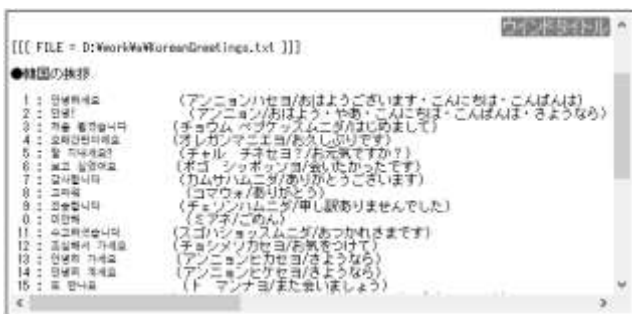 ウインドタイトル
[[[ FILE = D:¥work¥a¥KoreanGreetings.txt ]]]
●韓国の挨拶
1 : 안녕하세요 (アンニョンハセヨ/おはようございます・こんにちは・こんばんは)
2 : 안녕! (アンニョン/おはよう・やあ・こんにちは・こんばんは・さようなら)
3 : 처음 뵙겠습니다 (チョウム ペプケッスムニダ/はじめまして)
4 : 오래간만이에요 (オレガンマニエヨ/お久しぶりです)
5 : 잘 지내세요? (チャル チネセヨ?/お元気ですか?)
6 : 보고 싶었어요 (ポゴ シッポッソヨ/会いたかったです)
7 : 감사합니다 (カムサハムニダ/ありがとうございます)
8 : 고마워 (コマウォ/ありがとう)
9 : 죄송합니다 (チェソンハムニダ/申し訳ありませんでした)
0 : 미안해 (ミアネ/ごめん)
11 : 수고하셨습니다 (スゴハショッスムニダ/おつかれさまです)
12 : 조심해서 가세요 (チョシメソカセヨ/お気をつけて)
13 : 안녕히 가세요 (アンニョンヒカセヨ/さようなら)
14 : 안녕히 계세요 (アンニョンヒケセヨ/さようなら)
15 : 또 만나요 (ト マンナヨ/また会いましょう)